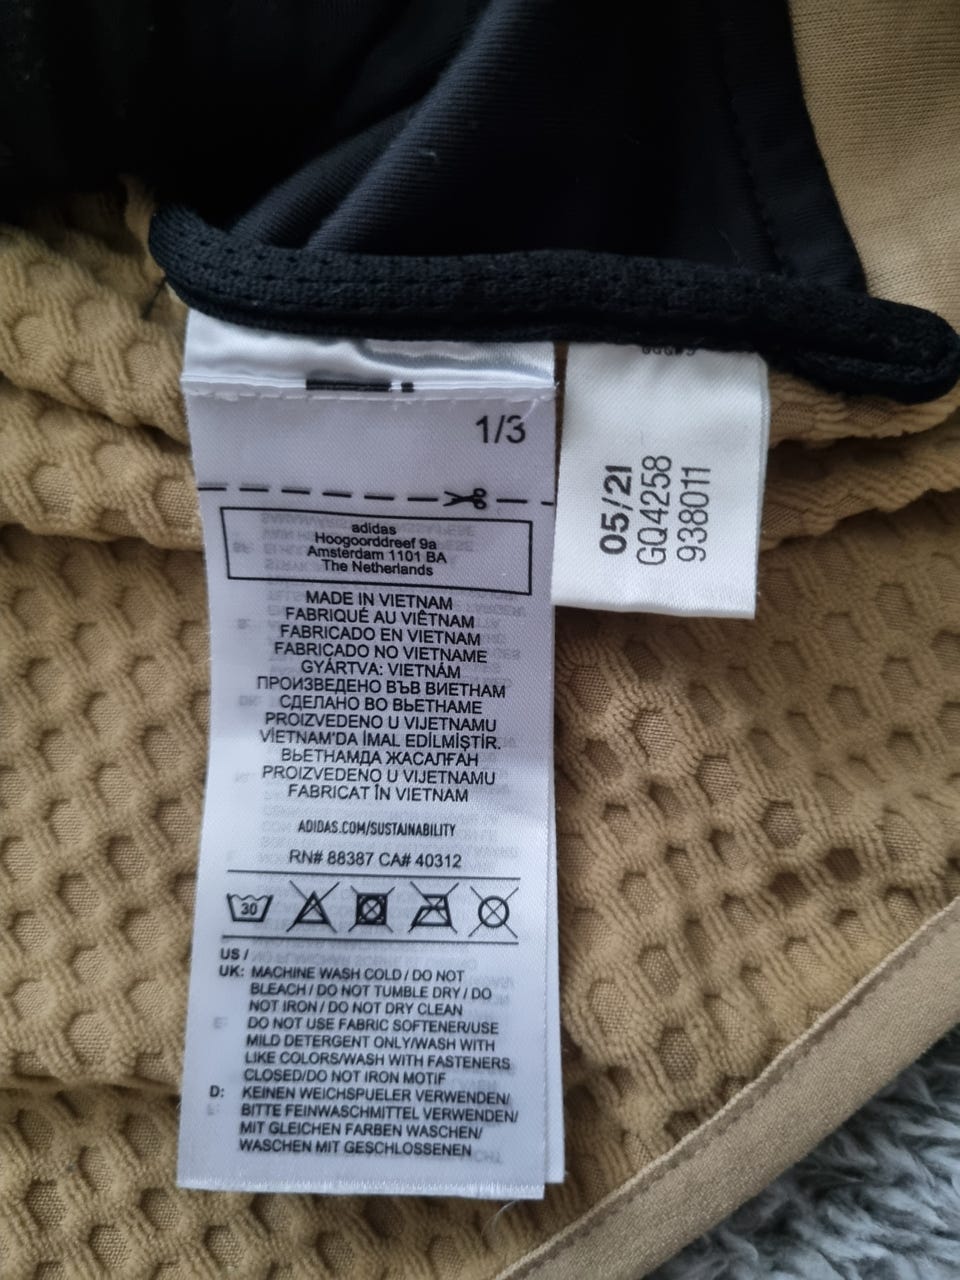 1/3
adidas
Hoogoorddreef 9a
Amsterdam 1101 BA
The Netherlands
MADE IN VIETNAM
FABRIQUÉ AU VIÊTNAM
FABRICADO EN VIETNAM
FABRICADO NO VIETNAME
GYÁRTVA: VIETNÁM
ПРОИЗВЕДЕНО ВЪВ ВИЕТНАМ
СДЕЛАНО ВО ВЬЕТНАМЕ
PROIZVEDENO U VIJETNAMU
VİETNAM'DA İMAL EDİLMİŞTİR.
ВЬЕТНАМДА ЖАСАЛҒАН
PROIZVEDENO U VIJETNAMU
FABRICAT ÎN VIETNAM
ADIDAS.COM/SUSTAINABILITY
RN# 88387 CA# 40312
30
US /
UK: MACHINE WASH COLD / DO NOT
BLEACH / DO NOT TUMBLE DRY / DO
NOT IRON / DO NOT DRY CLEAN
DO NOT USE FABRIC SOFTENER/USE
MILD DETERGENT ONLY/WASH WITH
LIKE COLORS/WASH WITH FASTENERS
CLOSED/DO NOT IRON MOTIF
D: KEINEN WEICHSPUELER VERWENDEN/
BITTE FEINWASCHMITTEL VERWENDEN/
MIT GLEICHEN FARBEN WASCHEN/
WASCHEN MIT GESCHLOSSENEN
05/21
GQ4258
938011